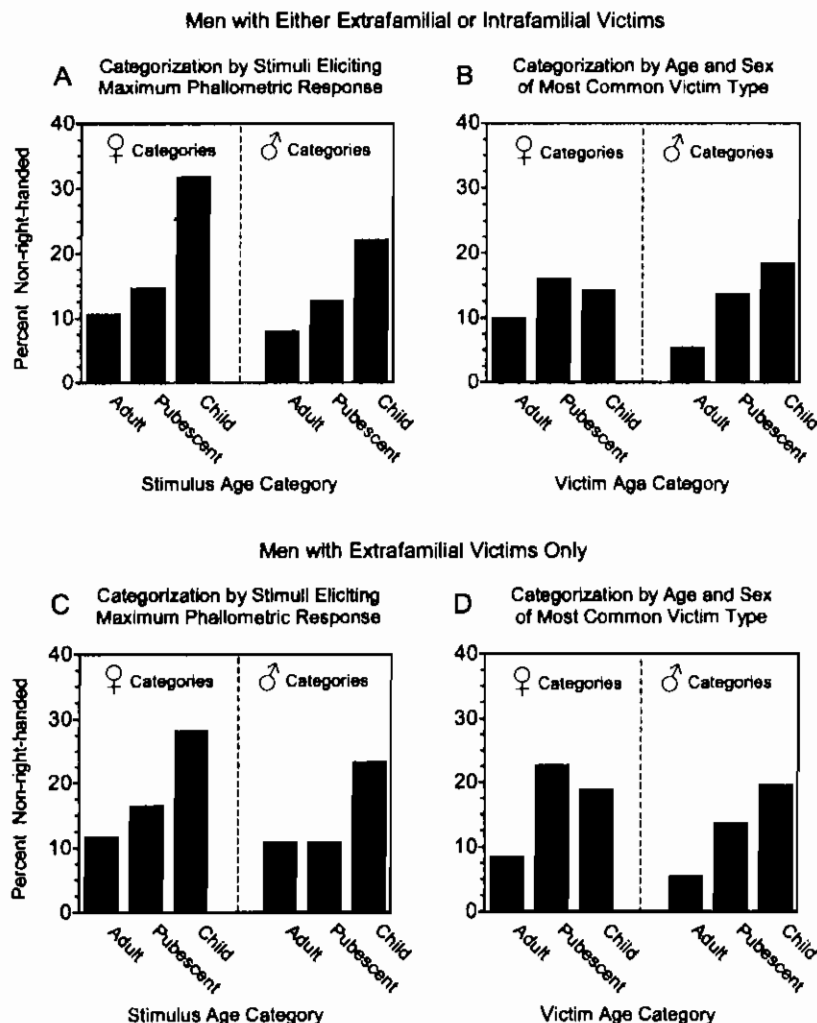 Men with Either Extrafamilial or Intrafamilial Victims
A
Categorization by Stimuli Eliciting
Maximum Phallometric Response
B
Categorization by Age and Sex
of Most Common Victim Type
Percent Non-right-handed
40
30
20
10
0
♀ Categories
♂ Categories
Adult
Pubescent
Child
Adult
Pubescent
Child
Stimulus Age Category
40
30
20
10
0
♀ Categories
♂ Categories
Adult
Pubescent
Child
Adult
Pubescent
Child
Victim Age Category
Men with Extrafamilial Victims Only
C
Categorization by Stimuli Eliciting
Maximum Phallometric Response
D
Categorization by Age and Sex
of Most Common Victim Type
Percent Non-right-handed
40
30
20
10
0
♀ Categories
♂ Categories
Adult
Pubescent
Child
Adult
Pubescent
Child
Stimulus Age Category
40
30
20
10
0
♀ Categories
♂ Categories
Adult
Pubescent
Child
Adult
Pubescent
Child
Victim Age Category